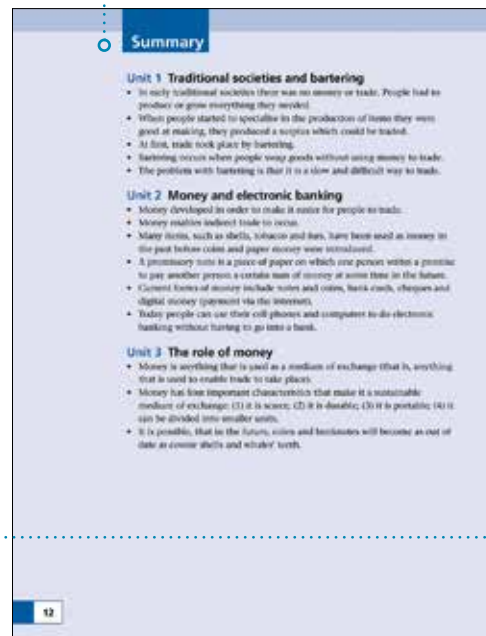 Summary
Unit 1 Traditional societies and bartering
• In early traditional societies there was no money or trade. People had to
produce or grow everything they needed.
• When people started to specialise in the production of items they were
good at making, they produced a surplus which could be traded.
• At first, trade took place by bartering.
• Bartering occurs when people swap goods without using money to trade.
• The problem with bartering is that it is a slow and difficult way to trade.
Unit 2 Money and electronic banking
• Money developed in order to make it easier for people to trade.
• Money enables indirect trade to occur.
• Many items, such as shells, tobacco and furs, have been used as money in
the past before coins and paper money were introduced.
• A promissory note is a piece of paper on which one person writes a promise
to pay another person a certain sum of money at some time in the future.
• Current forms of money include notes and coins, bank cards, cheques and
digital money (payment via the internet).
• Today people can use their cell phones and computers to do electronic
banking without having to go into a bank.
Unit 3 The role of money
• Money is anything that is used as a medium of exchange (that is, anything
that is used to enable trade to take place).
• Money has four important characteristics that make it a sustainable
medium of exchange: (1) it is scarce; (2) it is durable; (3) it is portable; (4) it
can be divided into smaller units.
• It is possible, that in the future, coins and banknotes will become as out of
date as cowrie shells and whales' teeth.
12